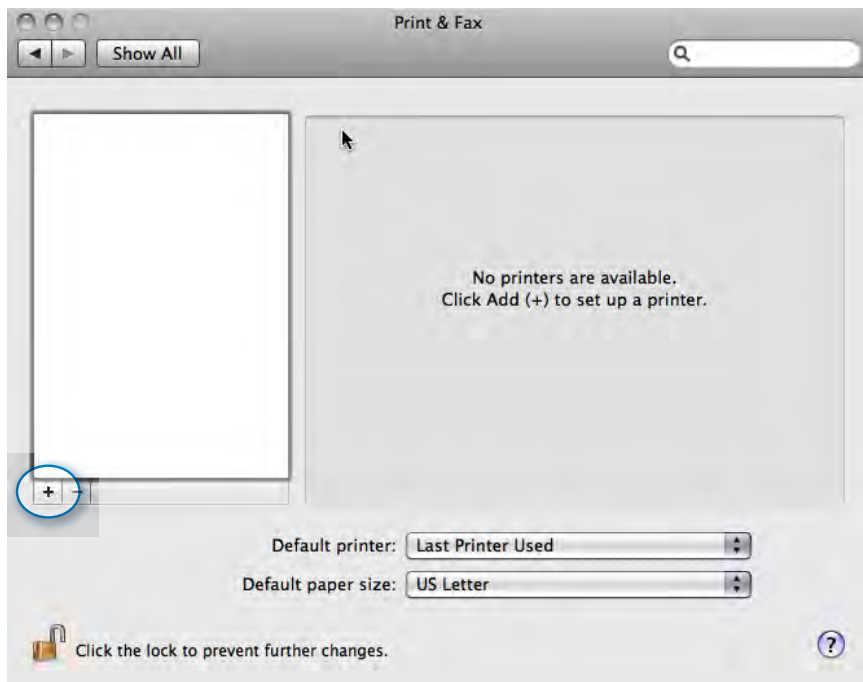 Print & Fax
Show All
No printers are available.
Click Add (+) to set up a printer.
+ −
Default printer: Last Printer Used
Default paper size: US Letter
Click the lock to prevent further changes.
?